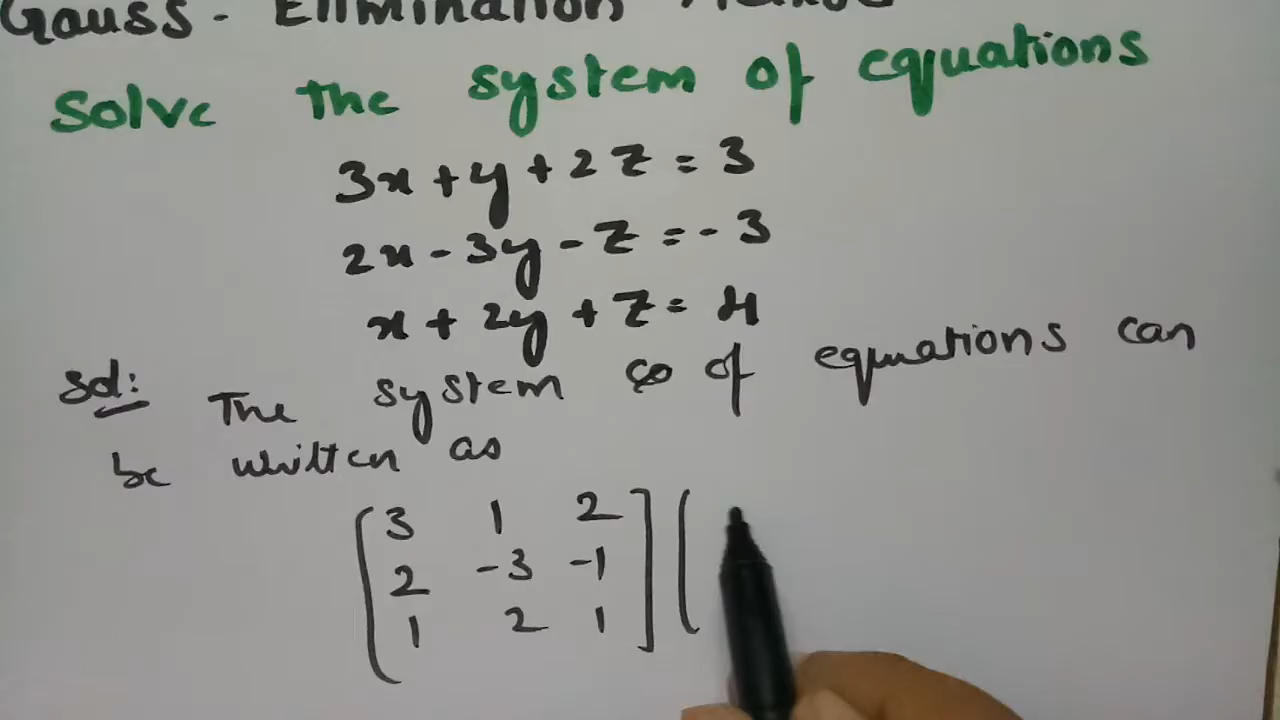 Gauss - Elimination
Solve the system of equations
3x + y + 2z = 3
2x - 3y - z = - 3
x + 2y + z = 4
Sol: The system of equations can
be written as
3 1 2
2 -3 -1
1 2 1